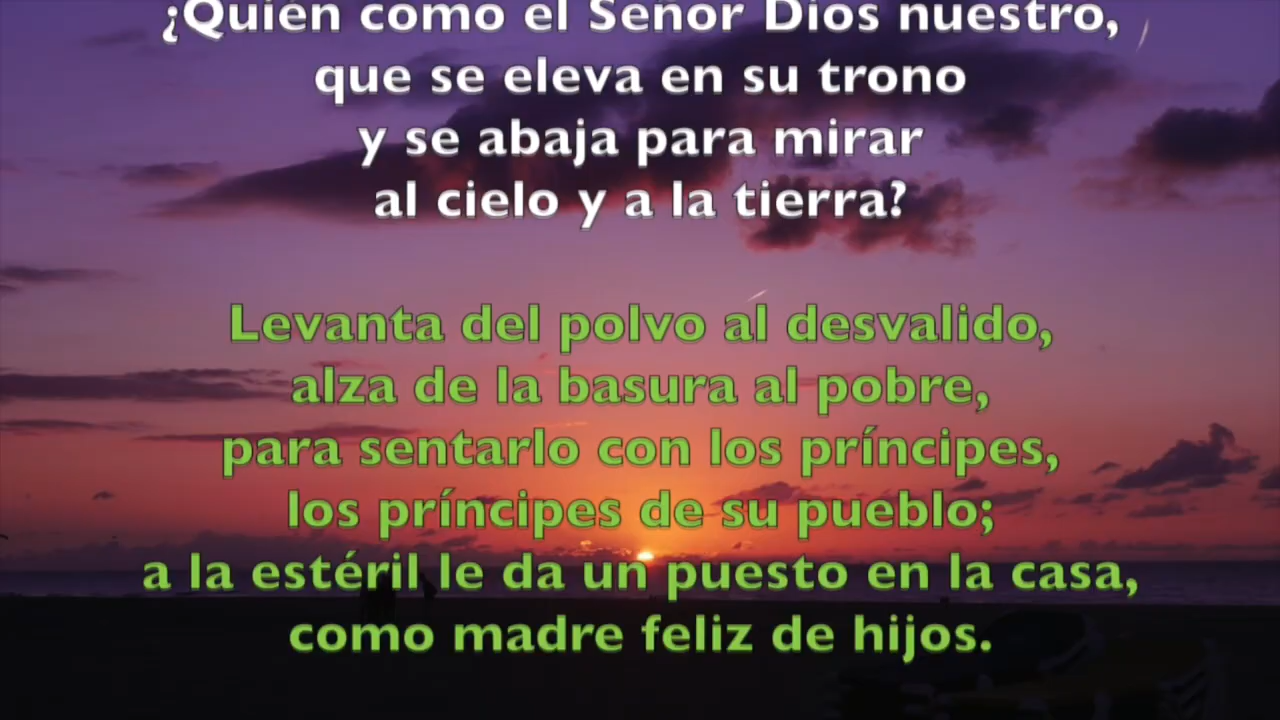 ¿Quién como el Señor Dios nuestro,
que se eleva en su trono
y se abaja para mirar
al cielo y a la tierra?
Levanta del polvo al desvalido,
alza de la basura al pobre,
para sentarlo con los príncipes,
los príncipes de su pueblo;
a la estéril le da un puesto en la casa,
como madre feliz de hijos.